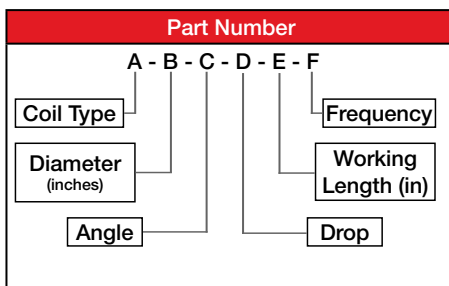 Part Number
A - B - C - D - E - F
Coil Type
Frequency
Diameter
(inches)
Working
Length (in)
Angle
Drop